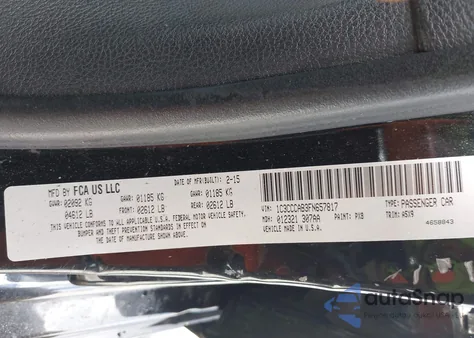 MFD BY FCA US LLC DATE OF MFR(BUILT): 2-15
GVWR: 02092 KG GAWR: 01185 KG GAWR: 01185 KG
04612 LB FRONT: 02612 LB REAR: 02612 LB
THIS VEHICLE CONFORMS TO ALL APPLICABLE U.S.A. FEDERAL MOTOR VEHICLE SAFETY,
BUMPER AND THEFT PREVENTION STANDARDS IN EFFECT ON
THE DATE OF MANUFACTURE SHOWN ABOVE.
VIN: 1C3CCCAB3FN657817 TYPE: PASSENGER CAR
MDH: 012321 307AA PAINT: PX8 TRIM: A5X9
VEHICLE MADE IN U.S.A. 4658043
autoSnap